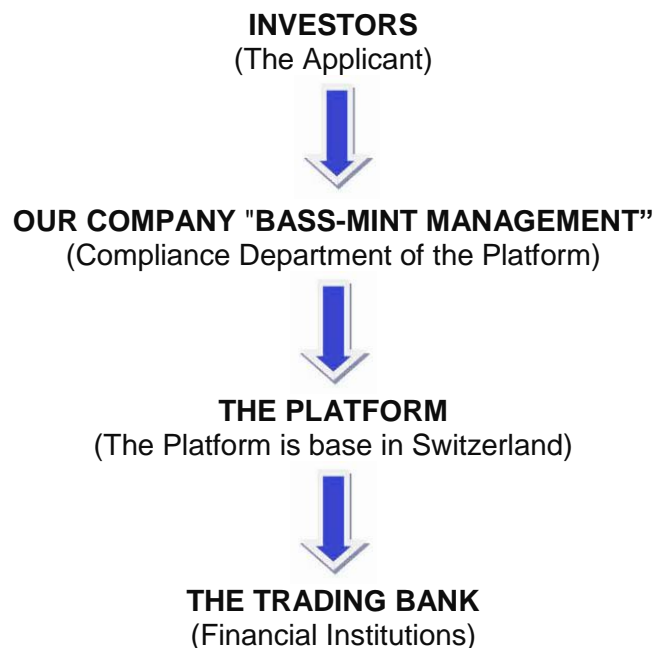 INVESTORS
(The Applicant)
OUR COMPANY "BASS-MINT MANAGEMENT”
(Compliance Department of the Platform)
THE PLATFORM
(The Platform is base in Switzerland)
THE TRADING BANK
(Financial Institutions)